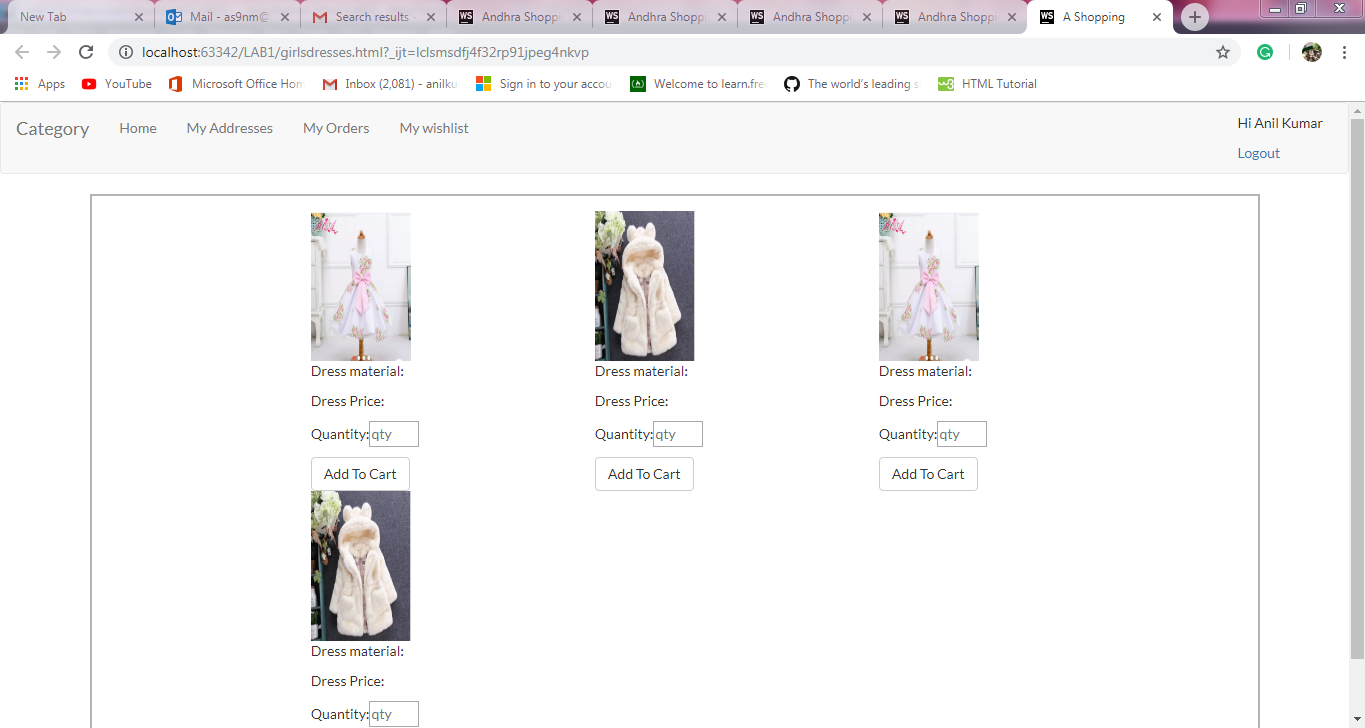 New Tab
Mail - as9nm@
Search results -
Andhra Shoppi
Andhra Shoppi
Andhra Shoppi
Andhra Shoppi
A Shopping
localhost:63342/LAB1/girlsdresses.html?_ijt=lclsmsdfj4f32rp91jpeg4nkvp
Apps YouTube Microsoft Office Hom Inbox (2,081) - anilku Sign in to your accou Welcome to learn.free The world's leading s HTML Tutorial
Category Home My Addresses My Orders My wishlist
Hi Anil Kumar
Logout
Dress material: Dress material: Dress material:
Dress Price: Dress Price: Dress Price:
Quantity: qty Quantity: qty Quantity: qty
Add To Cart Add To Cart Add To Cart
Dress material:
Dress Price:
Quantity: qty